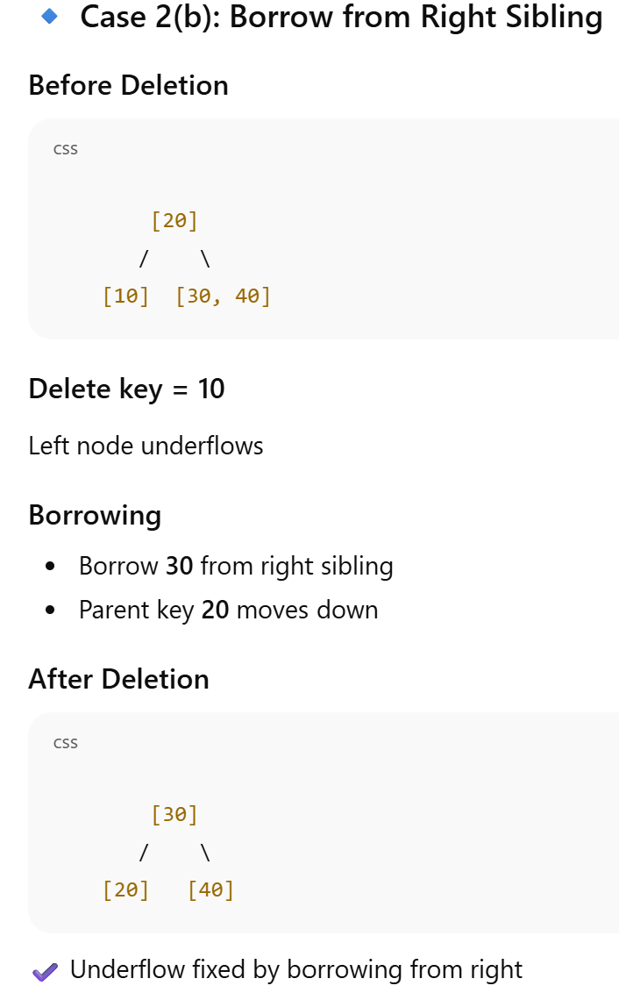 Case 2(b): Borrow from Right Sibling
Before Deletion
css
[20]
/ \
[10] [30, 40]
Delete key = 10
Left node underflows
Borrowing
• Borrow 30 from right sibling
• Parent key 20 moves down
After Deletion
css
[30]
/ \
[20] [40]
Underflow fixed by borrowing from right